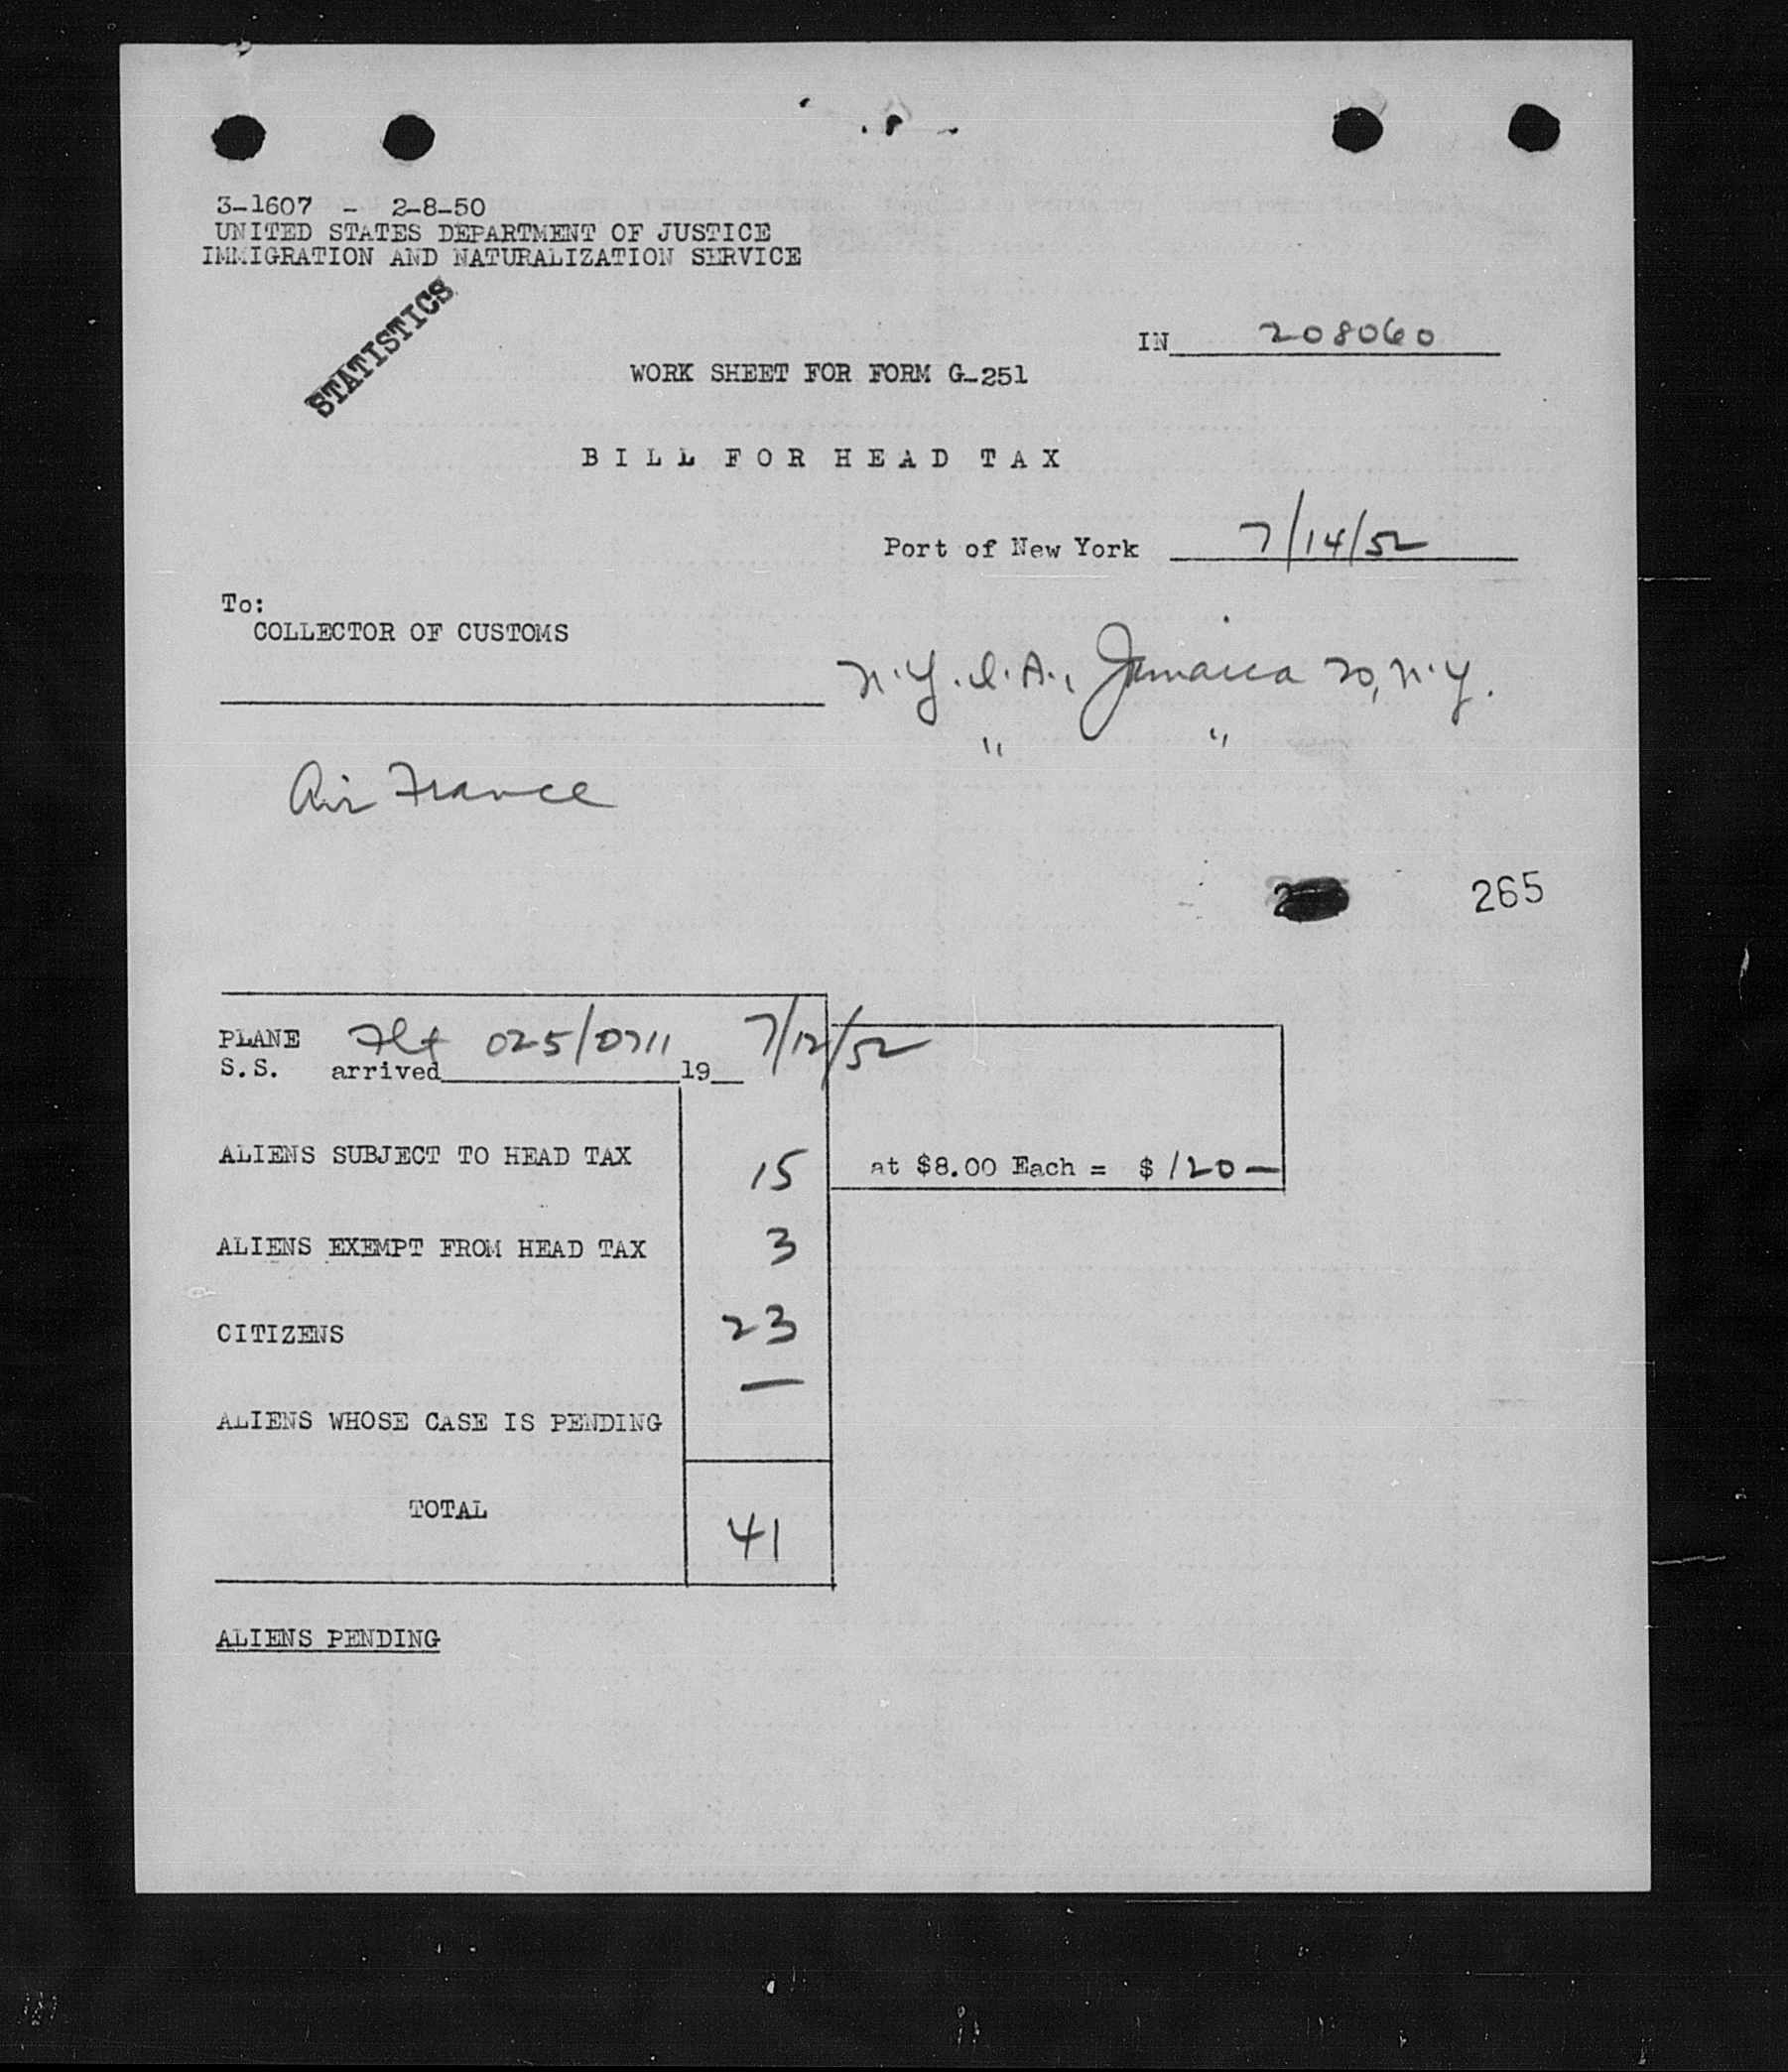 3-1607 - 2-8-50
UNITED STATES DEPARTMENT OF JUSTICE
IMMIGRATION AND NATURALIZATION SERVICE
STATISTICS
IN 208060
WORK SHEET FOR FORM G-251
BILL FOR HEAD TAX
Port of New York 7/14/52
To:
COLLECTOR OF CUSTOMS
N.Y.I.A., Jamaica 20, N.Y.
" "
Air France
265
PLANE Flt 025/0711 7/12/52
S.S. arrived 19
ALIENS SUBJECT TO HEAD TAX 15 at $8.00 Each = $ 120 —
ALIENS EXEMPT FROM HEAD TAX 3
CITIZENS 23
—
ALIENS WHOSE CASE IS PENDING
TOTAL 41
ALIENS PENDING